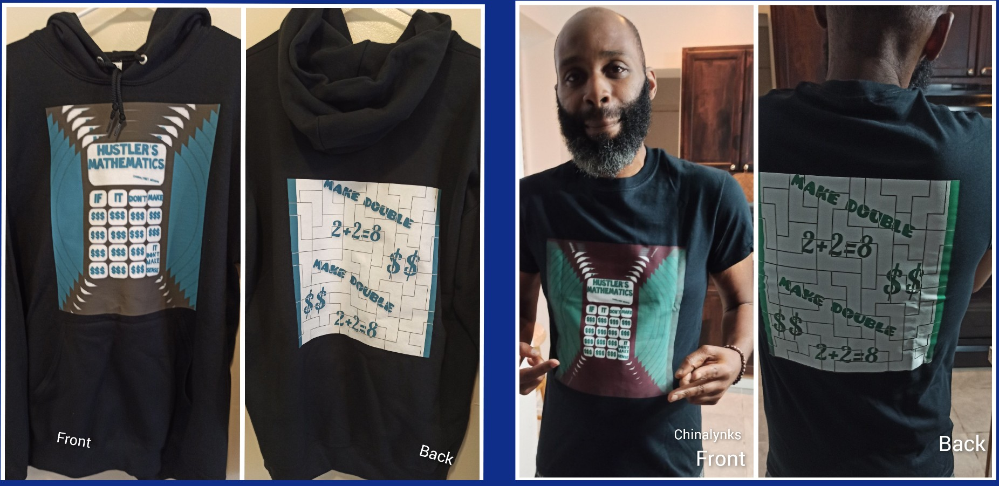 HUSTLER'S
MATHEMATICS
IF IT DON'T MAKE
$$$ $$$ $$$ $$$
$$$ $$$ $$$ $$$
$$$ $$$ $$$ IT DON'T MAKE SENSE
$$$ $$$ $$$
Front
MAKE DOUBLE
2+2=8
$$
MAKE DOUBLE
$$
2+2=8
Back
HUSTLER'S
MATHEMATICS
IF IT DON'T MAKE
$$$ $$$ $$$ $$$
$$$ $$$ $$$ $$$
$$$ $$$ $$$ IT DON'T MAKE SENSE
$$$ $$$ $$$
Chinalynks
Front
MAKE DOUBLE
2+2=8
$$
MAKE DOUBLE
$$
2+2=8
Back